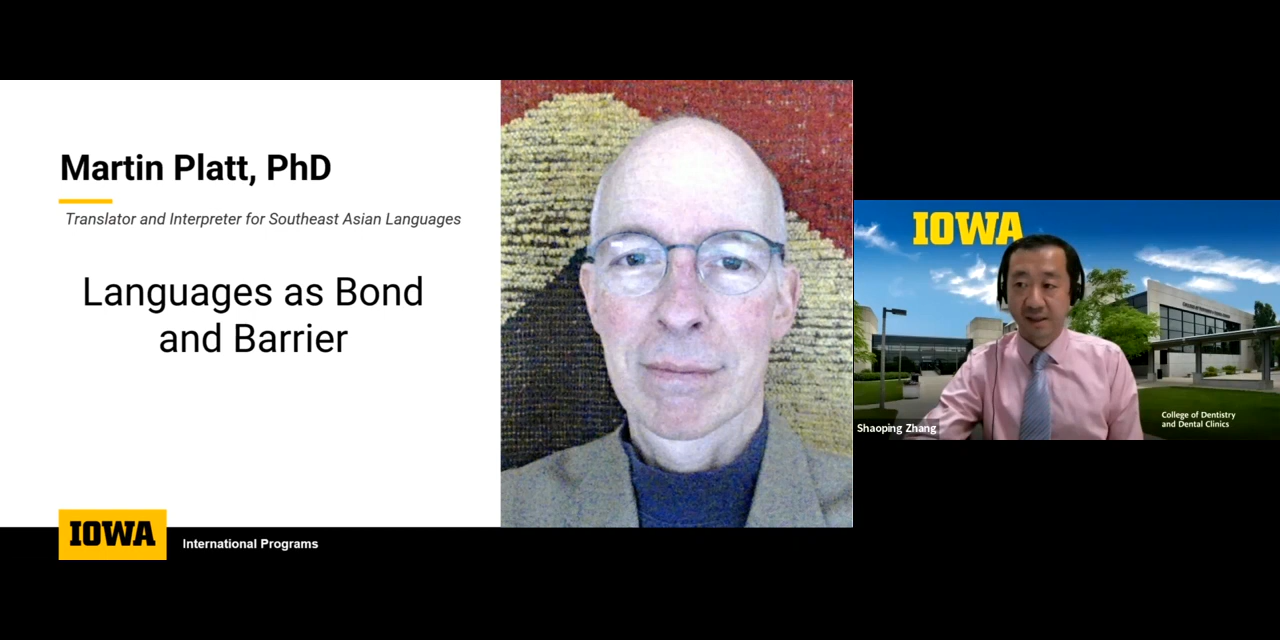 Martin Platt, PhD
Translator and Interpreter for Southeast Asian Languages
Languages as Bond
and Barrier
IOWA
International Programs
IOWA
College of Dentistry
and Dental Clinics
Shaoping Zhang